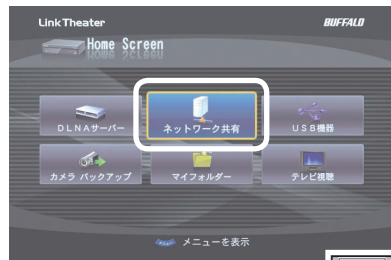 LinkTheater
BUFFALO
Home Screen
DLNAサーバー
ネットワーク共有
USB機器
カメラ バックアップ
マイフォルダー
テレビ視聴
メニューを表示